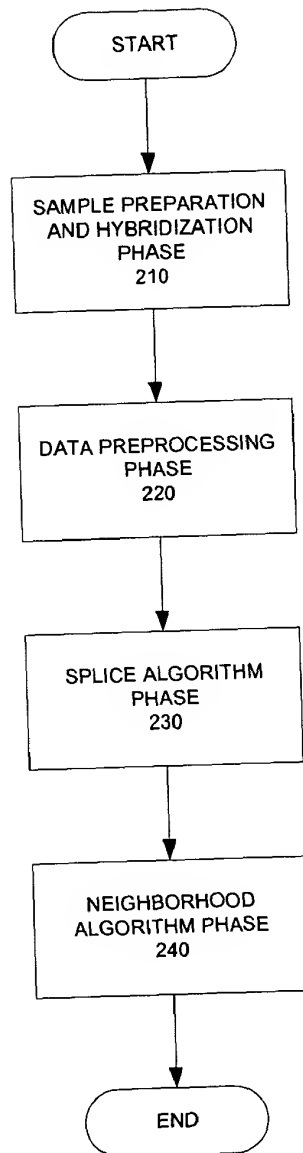 START
SAMPLE PREPARATION
AND HYBRIDIZATION
PHASE
210
DATA PREPROCESSING
PHASE
220
SPLICE ALGORITHM
PHASE
230
NEIGHBORHOOD
ALGORITHM PHASE
240
END